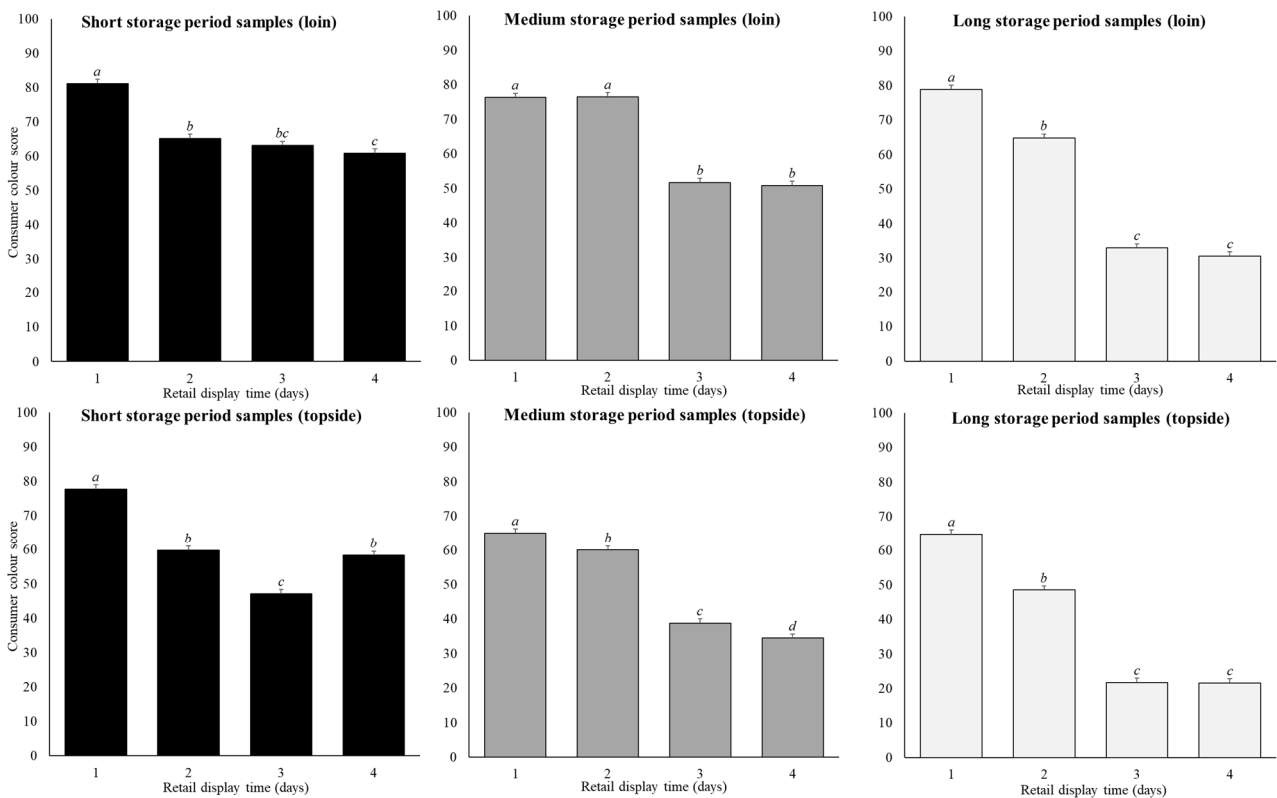 Short storage period samples (loin)
Consumer colour score
100
90
80
70
60
50
40
30
20
10
0
a
b
bc
c
1 2 3 4
Retail display time (days)
Medium storage period samples (loin)
100
90
80
70
60
50
40
30
20
10
0
a
a
b
b
1 2 3 4
Retail display time (days)
Long storage period samples (loin)
100
90
80
70
60
50
40
30
20
10
0
a
b
c
c
1 2 3 4
Retail display time (days)
Short storage period samples (topside)
Consumer colour score
100
90
80
70
60
50
40
30
20
10
0
a
b
c
b
1 2 3 4
Retail display time (days)
Medium storage period samples (topside)
100
90
80
70
60
50
40
30
20
10
0
a
b
c
d
1 2 3 4
Retail display time (days)
Long storage period samples (topside)
100
90
80
70
60
50
40
30
20
10
0
a
b
c
c
1 2 3 4
Retail display time (days)